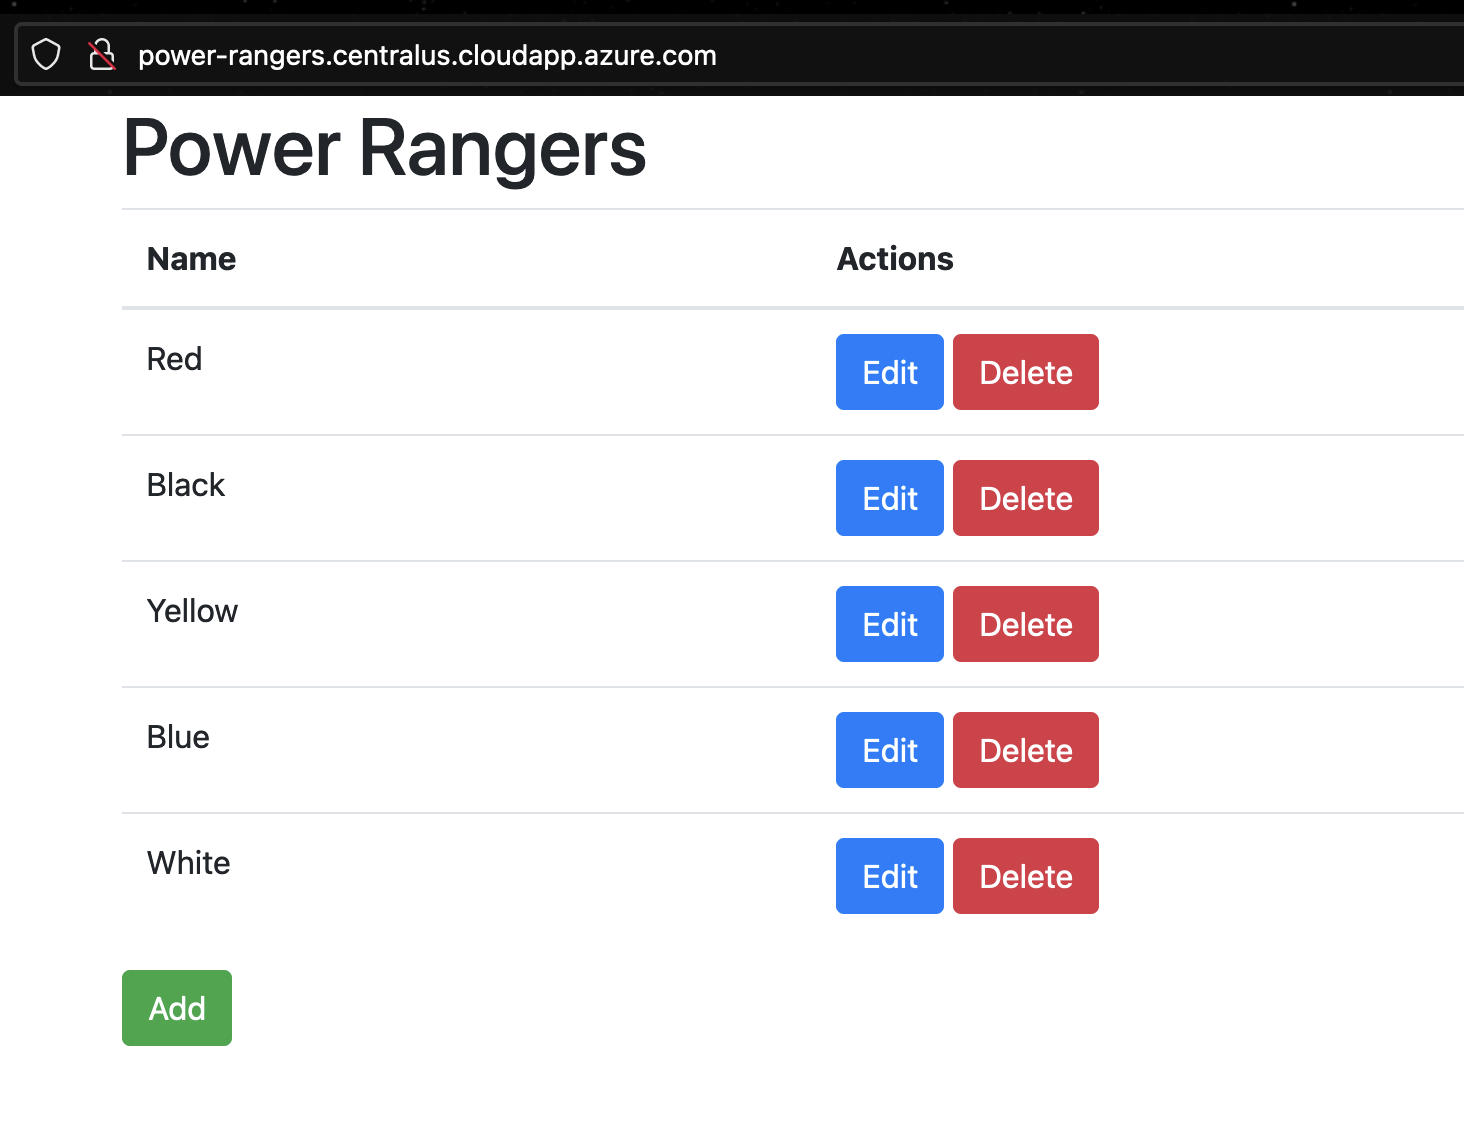 power-rangers.centralus.cloudapp.azure.com
Power Rangers
Name Actions
Red Edit Delete
Black Edit Delete
Yellow Edit Delete
Blue Edit Delete
White Edit Delete
Add